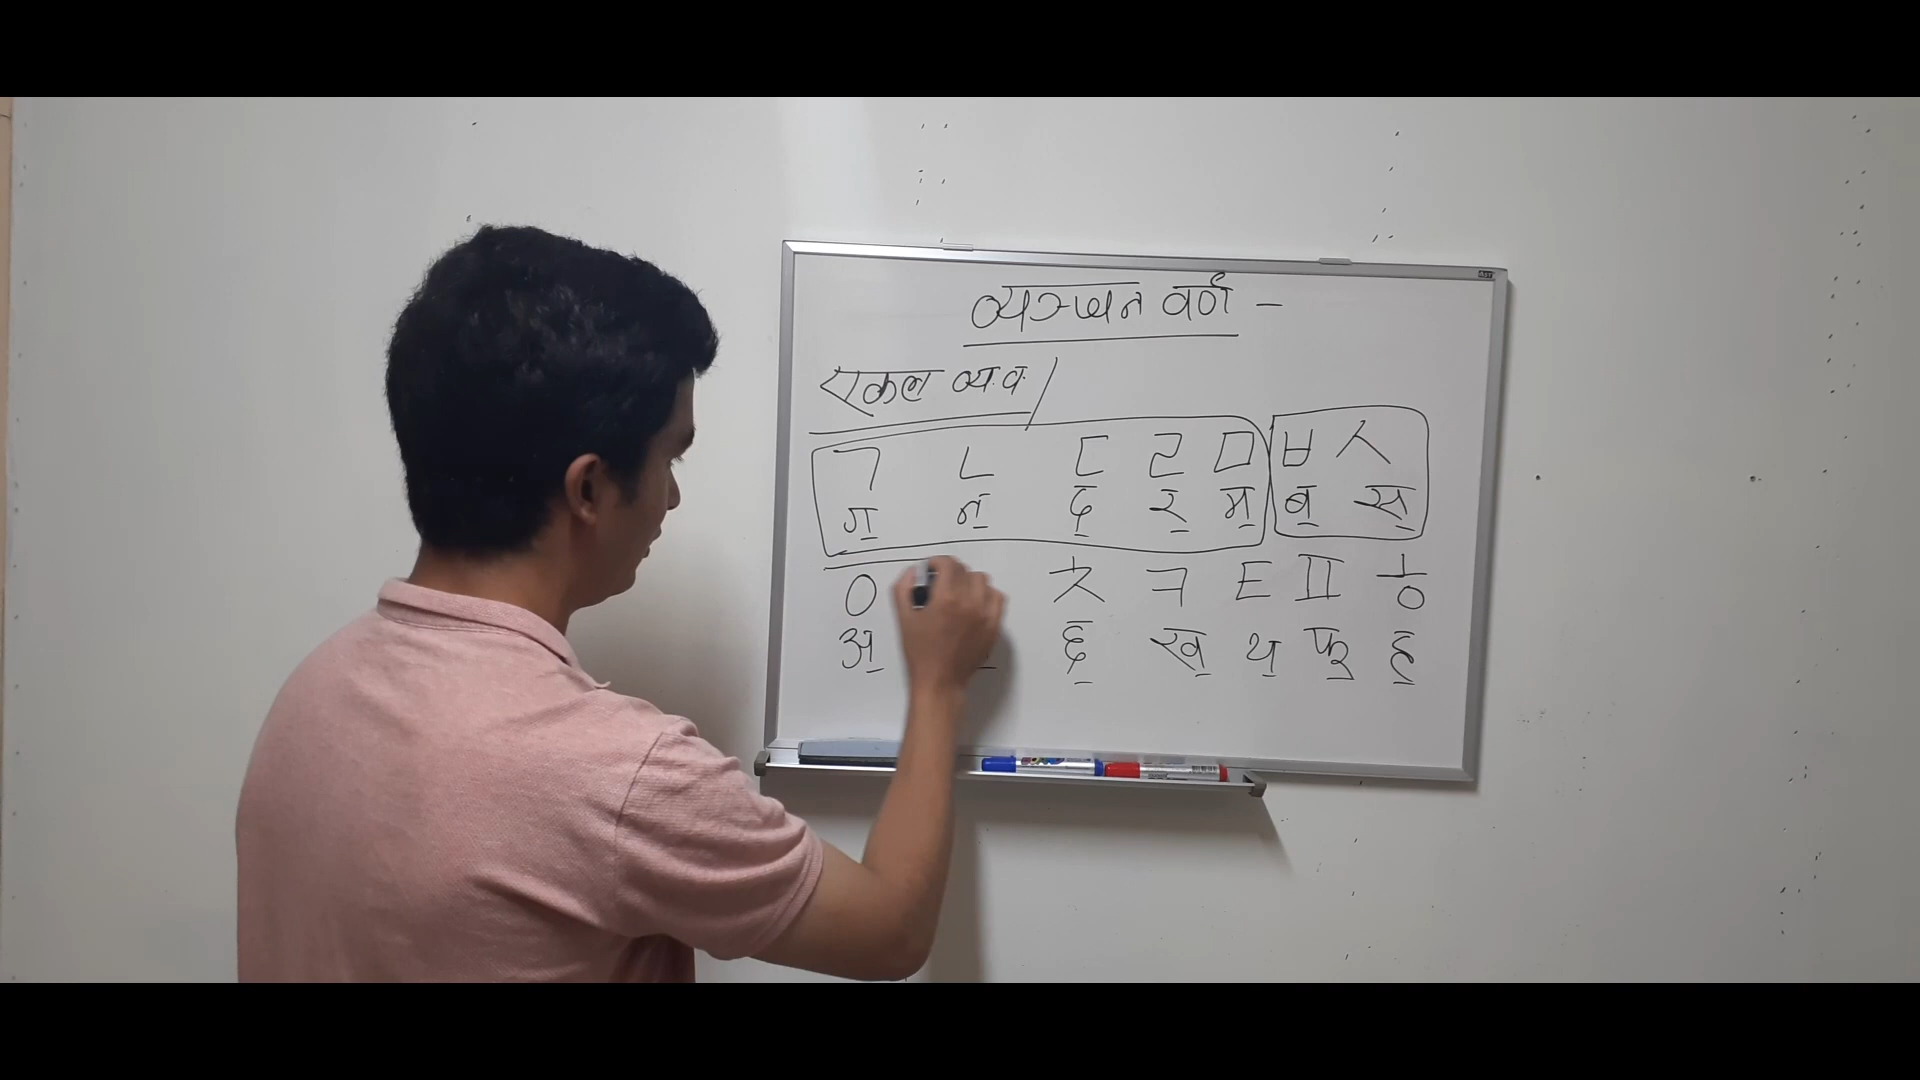 व्यञ्जन वर्ण –
एकल व्य.व.
ㄱ ㄴ ㄷ ㄹ ㅁ ㅂ ㅅ
ग न द र म ब स
ㅇ ㅊ ㅋ ㅌ ㅍ ㅎ
अ छ ख थ फ ह